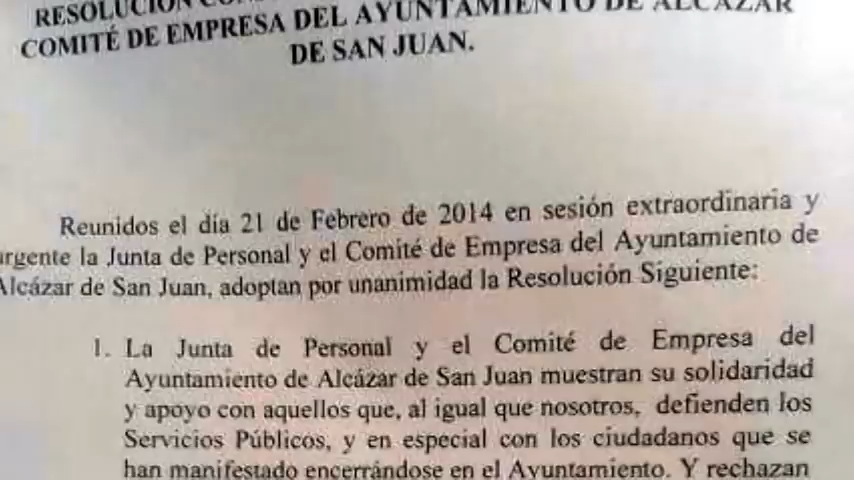 RESOLUCIÓN
COMITÉ DE EMPRESA DEL AYUNTAMIENTO DE ALCÁZAR
DE SAN JUAN.
Reunidos el día 21 de Febrero de 2014 en sesión extraordinaria y
urgente la Junta de Personal y el Comité de Empresa del Ayuntamiento de
Alcázar de San Juan, adoptan por unanimidad la Resolución Siguiente:
1. La Junta de Personal y el Comité de Empresa del
Ayuntamiento de Alcázar de San Juan muestran su solidaridad
y apoyo con aquellos que, al igual que nosotros, defienden los
Servicios Públicos, y en especial con los ciudadanos que se
han manifestado encerrándose en el Ayuntamiento. Y rechazan